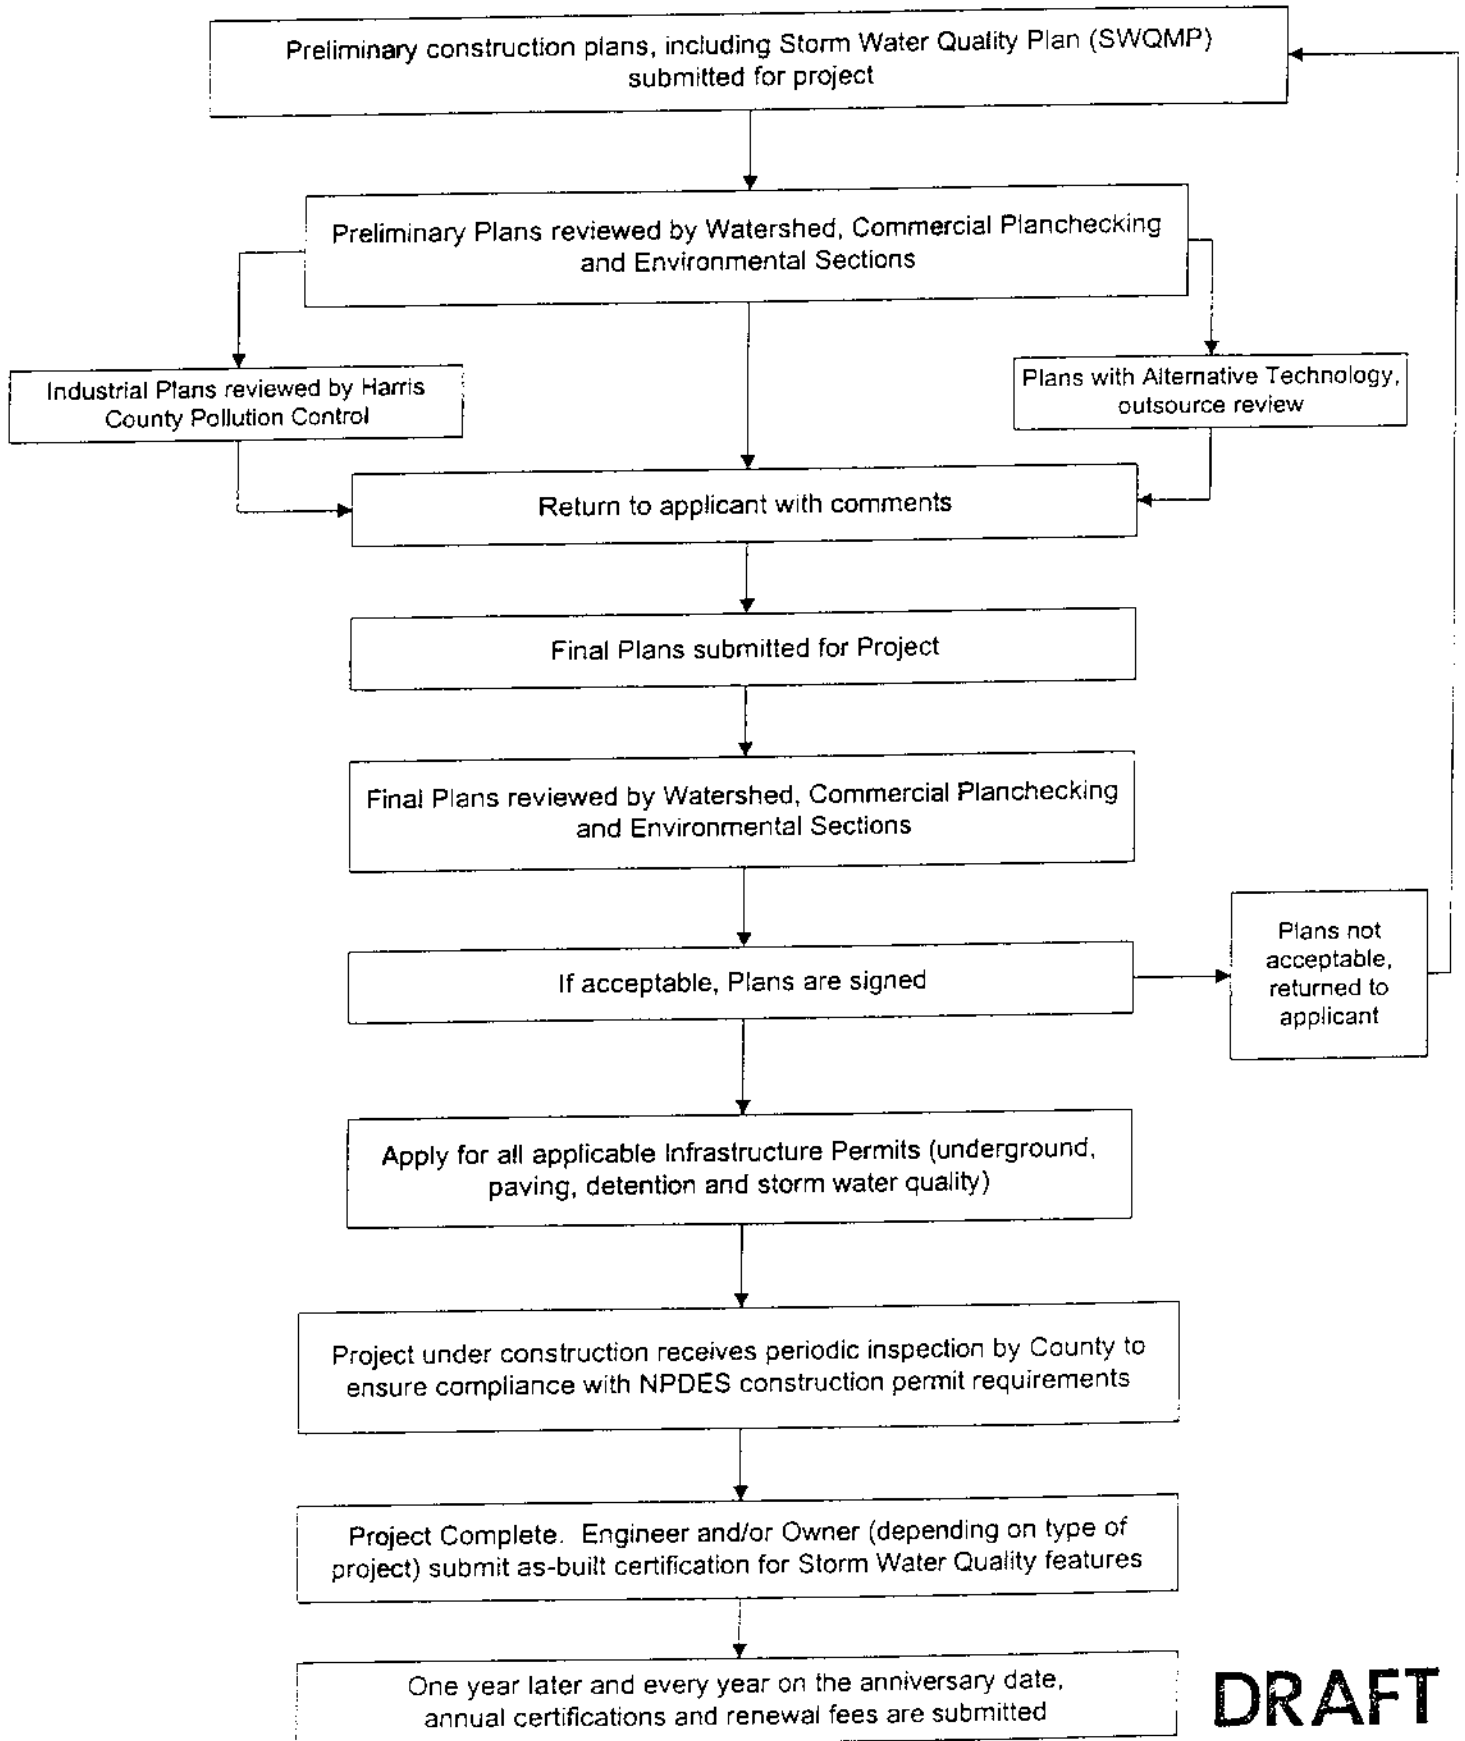 Preliminary construction plans, including Storm Water Quality Plan (SWQMP)
submitted for project
Preliminary Plans reviewed by Watershed, Commercial Planchecking
and Environmental Sections
Industrial Plans reviewed by Harris
County Pollution Control
Plans with Alternative Technology,
outsource review
Return to applicant with comments
Final Plans submitted for Project
Final Plans reviewed by Watershed, Commercial Planchecking
and Environmental Sections
If acceptable, Plans are signed
Plans not
acceptable,
returned to
applicant
Apply for all applicable Infrastructure Permits (underground,
paving, detention and storm water quality)
Project under construction receives periodic inspection by County to
ensure compliance with NPDES construction permit requirements
Project Complete. Engineer and/or Owner (depending on type of
project) submit as-built certification for Storm Water Quality features
One year later and every year on the anniversary date,
annual certifications and renewal fees are submitted
DRAFT